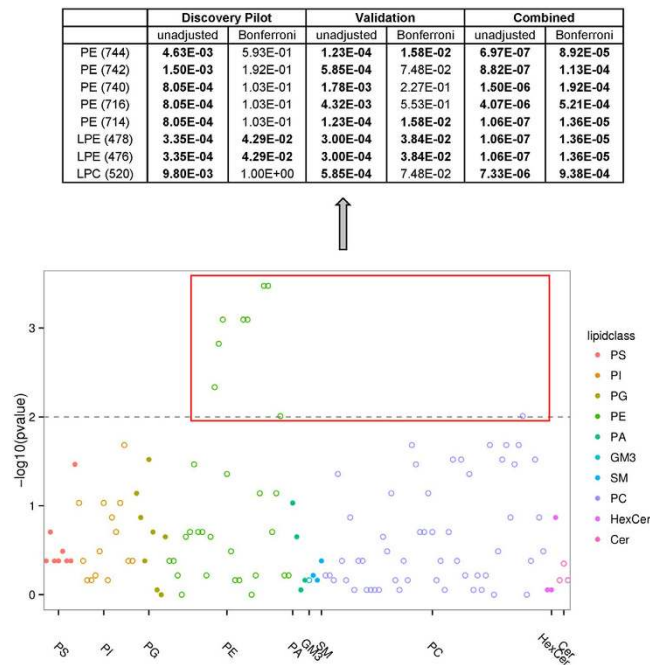 Discovery Pilot Validation Combined
unadjusted Bonferroni unadjusted Bonferroni unadjusted Bonferroni
PE (744) 4.63E-03 5.93E-01 1.23E-04 1.58E-02 6.97E-07 8.92E-05
PE (742) 1.50E-03 1.92E-01 5.85E-04 7.48E-02 8.82E-07 1.13E-04
PE (740) 8.05E-04 1.03E-01 1.78E-03 2.27E-01 1.50E-06 1.92E-04
PE (716) 8.05E-04 1.03E-01 4.32E-03 5.53E-01 4.07E-06 5.21E-04
PE (714) 8.05E-04 1.03E-01 1.23E-04 1.58E-02 1.06E-07 1.36E-05
LPE (478) 3.35E-04 4.29E-02 3.00E-04 3.84E-02 1.06E-07 1.36E-05
LPE (476) 3.35E-04 4.29E-02 3.00E-04 3.84E-02 1.06E-07 1.36E-05
LPC (520) 9.80E-03 1.00E+00 5.85E-04 7.48E-02 7.33E-06 9.38E-04
−log10(pvalue)
3
2
1
0
PS PI PG PE PA GM3 SM PC HexCer Cer
lipidclass
PS
PI
PG
PE
PA
GM3
SM
PC
HexCer
Cer